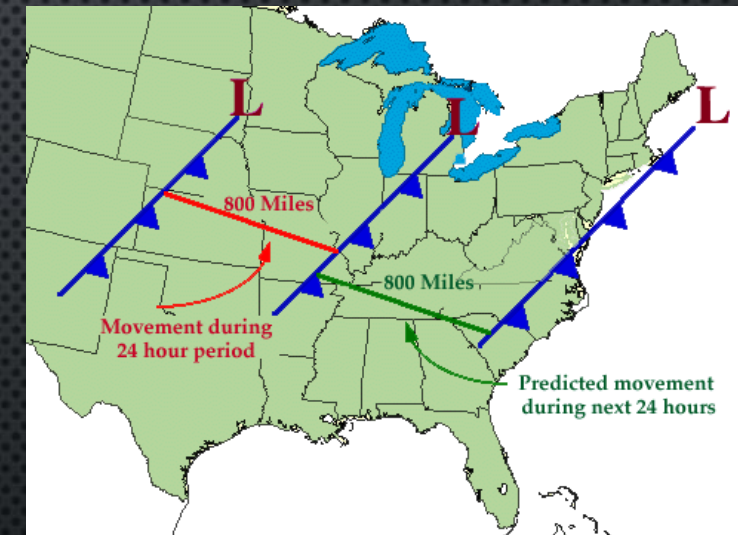 L
L
L
800 Miles
800 Miles
Movement during
24 hour period
Predicted movement
during next 24 hours